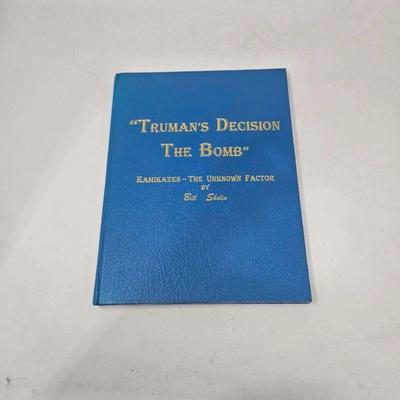 “Truman's Decision
The Bomb”
Kamikazes – The Unknown Factor
by
Bill Sholin